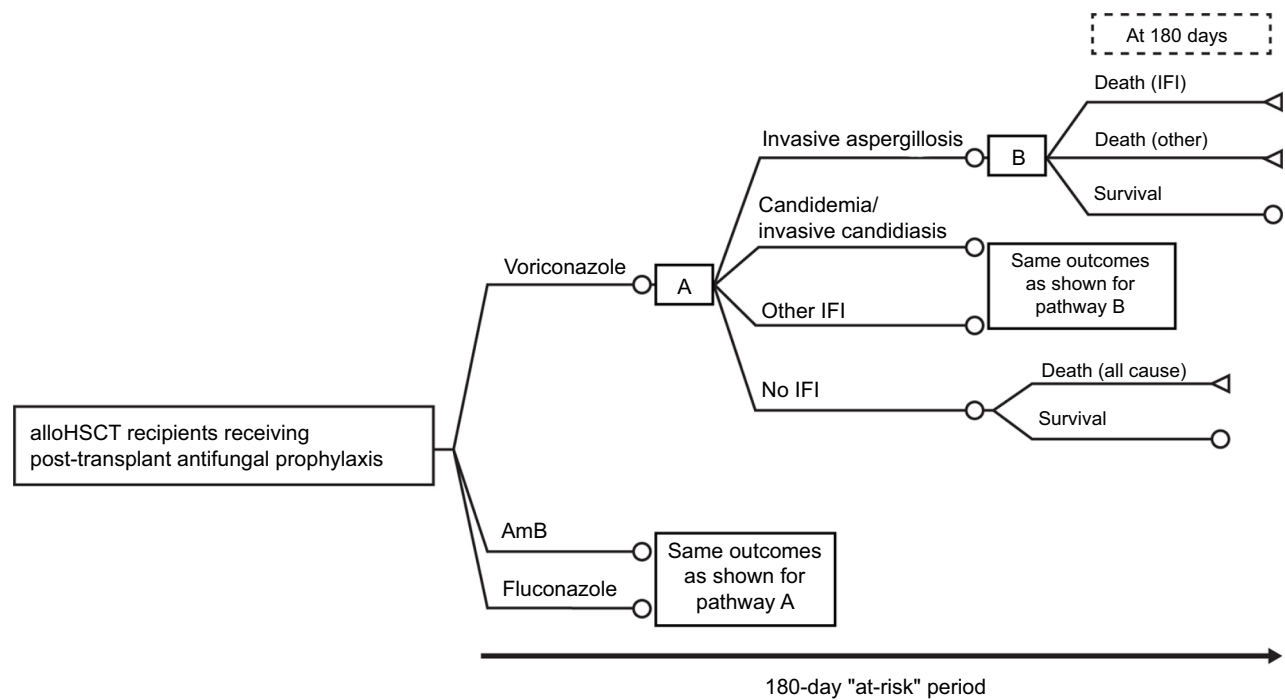 At 180 days
Death (IFI)
Invasive aspergillosis
B
Death (other)
Survival
Candidemia/
invasive candidiasis
Same outcomes
as shown for
pathway B
Voriconazole
A
Other IFI
No IFI
Death (all cause)
Survival
alloHSCT recipients receiving
post-transplant antifungal prophylaxis
AmB
Fluconazole
Same outcomes
as shown for
pathway A
180-day "at-risk" period